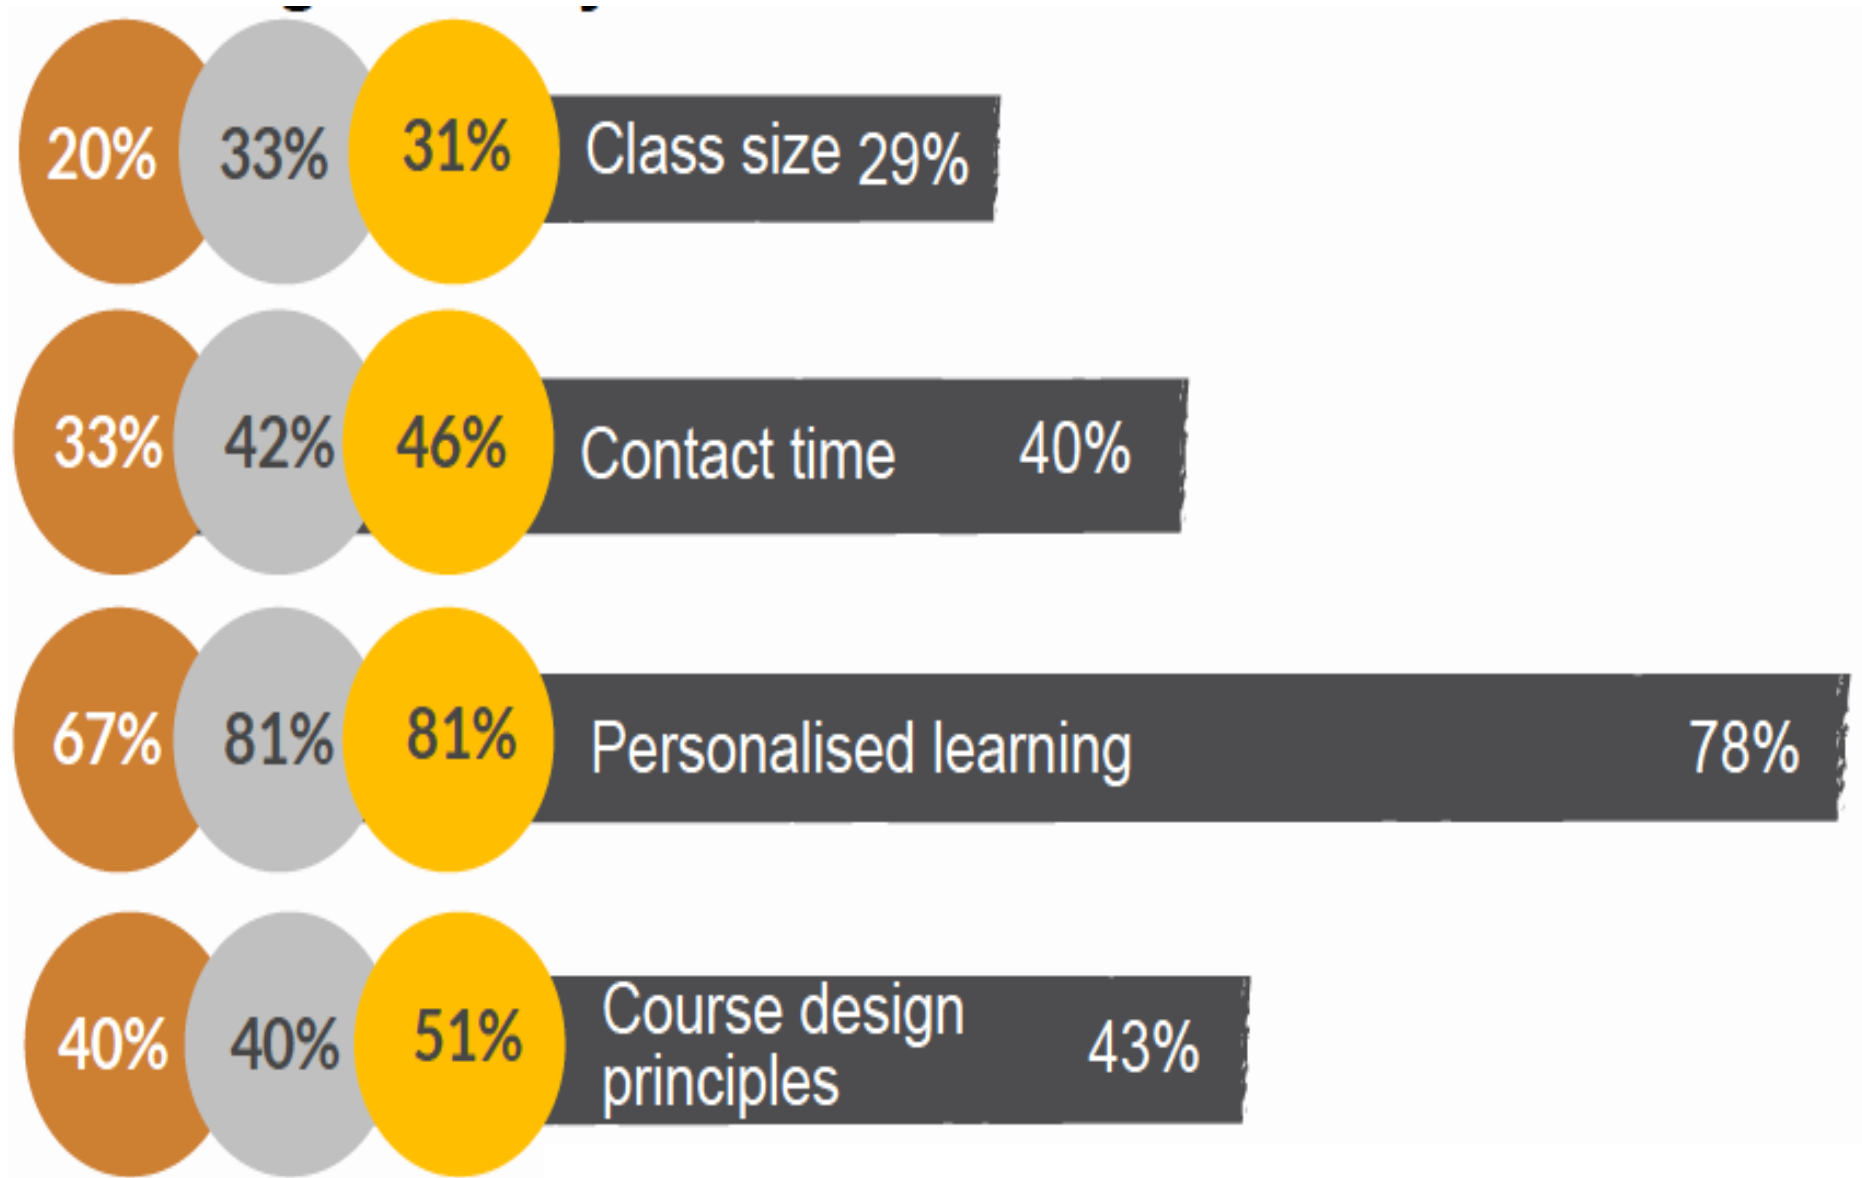 20% 33% 31% Class size 29%
33% 42% 46% Contact time 40%
67% 81% 81% Personalised learning 78%
40% 40% 51% Course design
principles 43%